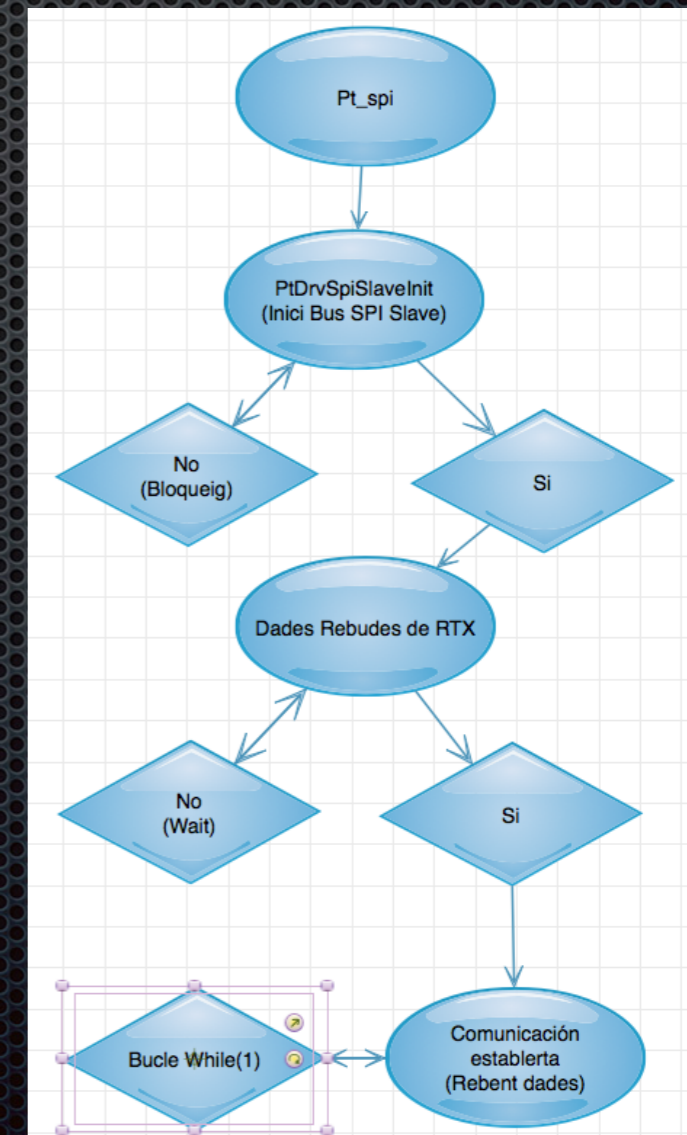 Pt_spi
PtDrvSpiSlaveInit
(Inici Bus SPI Slave)
No
(Bloqueig)
Si
Dades Rebudes de RTX
No
(Wait)
Si
Bucle While(1)
Comunicación
establerta
(Rebent dades)